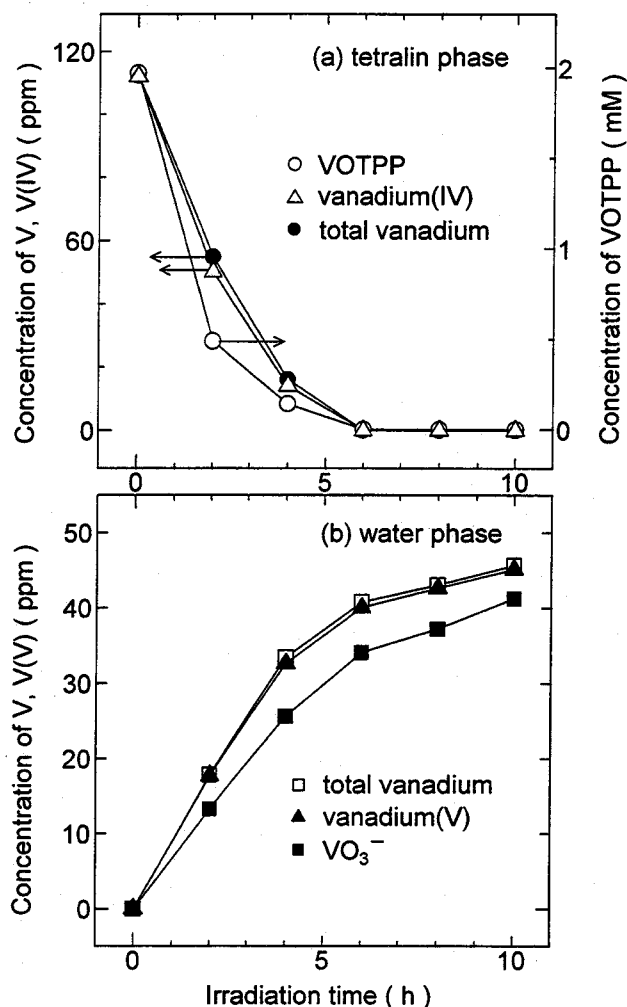 (a) tetralin phase
Concentration of V, V(IV) ( ppm )
120
60
0
VOTPP
vanadium(IV)
total vanadium
2
1
0
Concentration of VOTPP ( mM )
0
5
10
(b) water phase
Concentration of V, V(V) (ppm )
50
40
30
20
10
0
total vanadium
vanadium(V)
VO₃⁻
0
5
10
Irradiation time ( h )